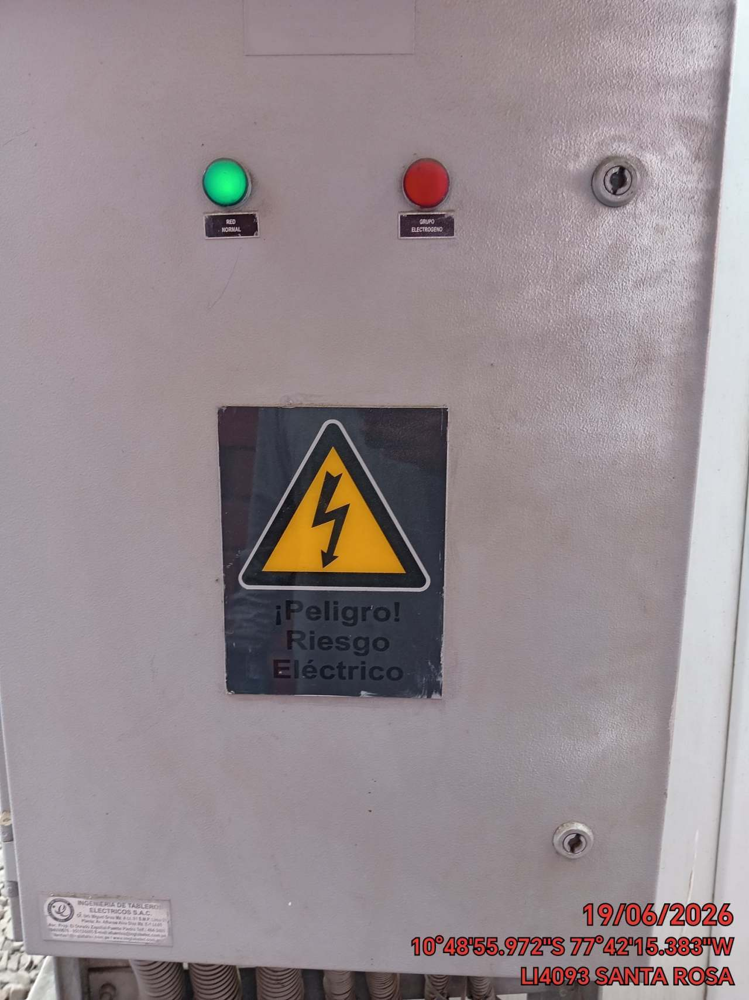 RED
NORMAL
GRUPO
ELECTROGENO
¡Peligro!
Riesgo
Eléctrico
INGENIERIA DE TABLEROS
ELECTRICOS S.A.C.
19/06/2026
10°48'55.972"S 77°42'15.383"W
LI4093 SANTA ROSA